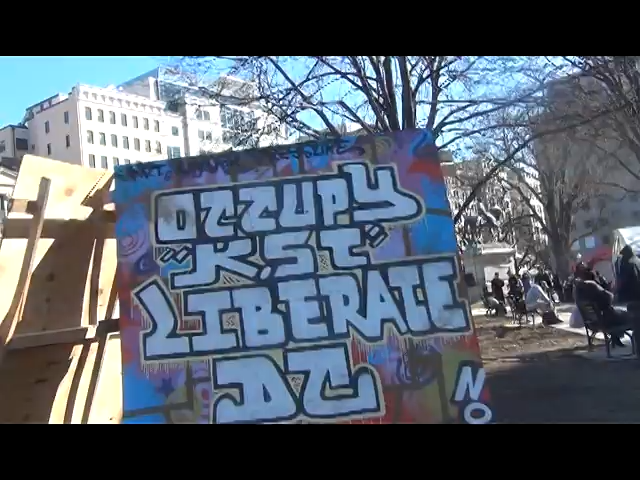 OCCUPY
"K.ST"
LIBERATE
DC
NO